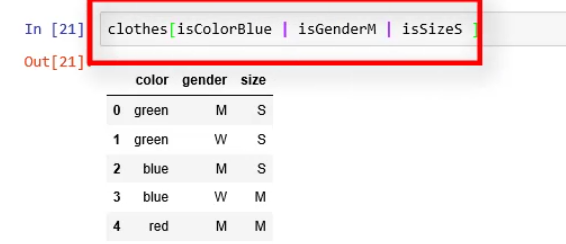 In [21] clothes[isColorBlue | isGenderM | isSizeS ]
Out[21]
color gender size
0 green M S
1 green W S
2 blue M S
3 blue W M
4 red M M